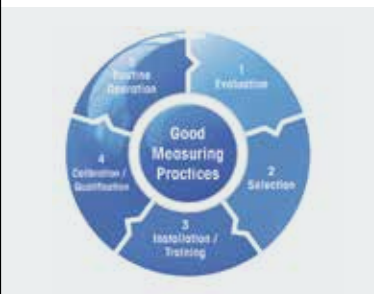 Good
Measuring
Practices
1
Evaluation
2
Selection
3
Installation /
Training
4
Calibration /
Qualification
5
Routine
Operation